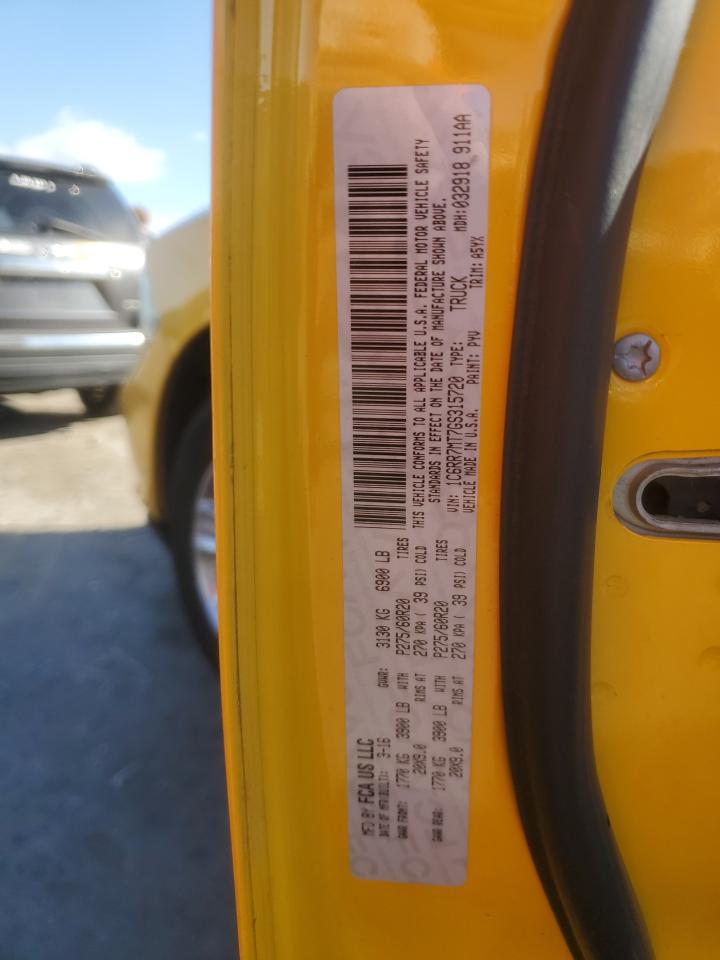 MFD BY FCA US LLC
DATE OF MFR/BUILT: 3-16 GVWR: 3130 KG 6900 LB
GAWR FRONT: 1770 KG 3900 LB WITH P275/60R20 TIRES
20X9.0 RIMS AT 270 KPA ( 39 PSI) COLD
GAWR REAR: 1770 KG 3900 LB WITH P275/60R20 TIRES
20X9.0 RIMS AT 270 KPA ( 39 PSI) COLD
THIS VEHICLE CONFORMS TO ALL APPLICABLE U.S.A. FEDERAL MOTOR VEHICLE SAFETY
STANDARDS IN EFFECT ON THE DATE OF MANUFACTURE SHOWN ABOVE.
VIN: 1C6RR7MT7GS315720 TYPE: TRUCK MDH:032918 911AA
VEHICLE MADE IN U.S.A. PAINT: PYV TRIM: A5YX